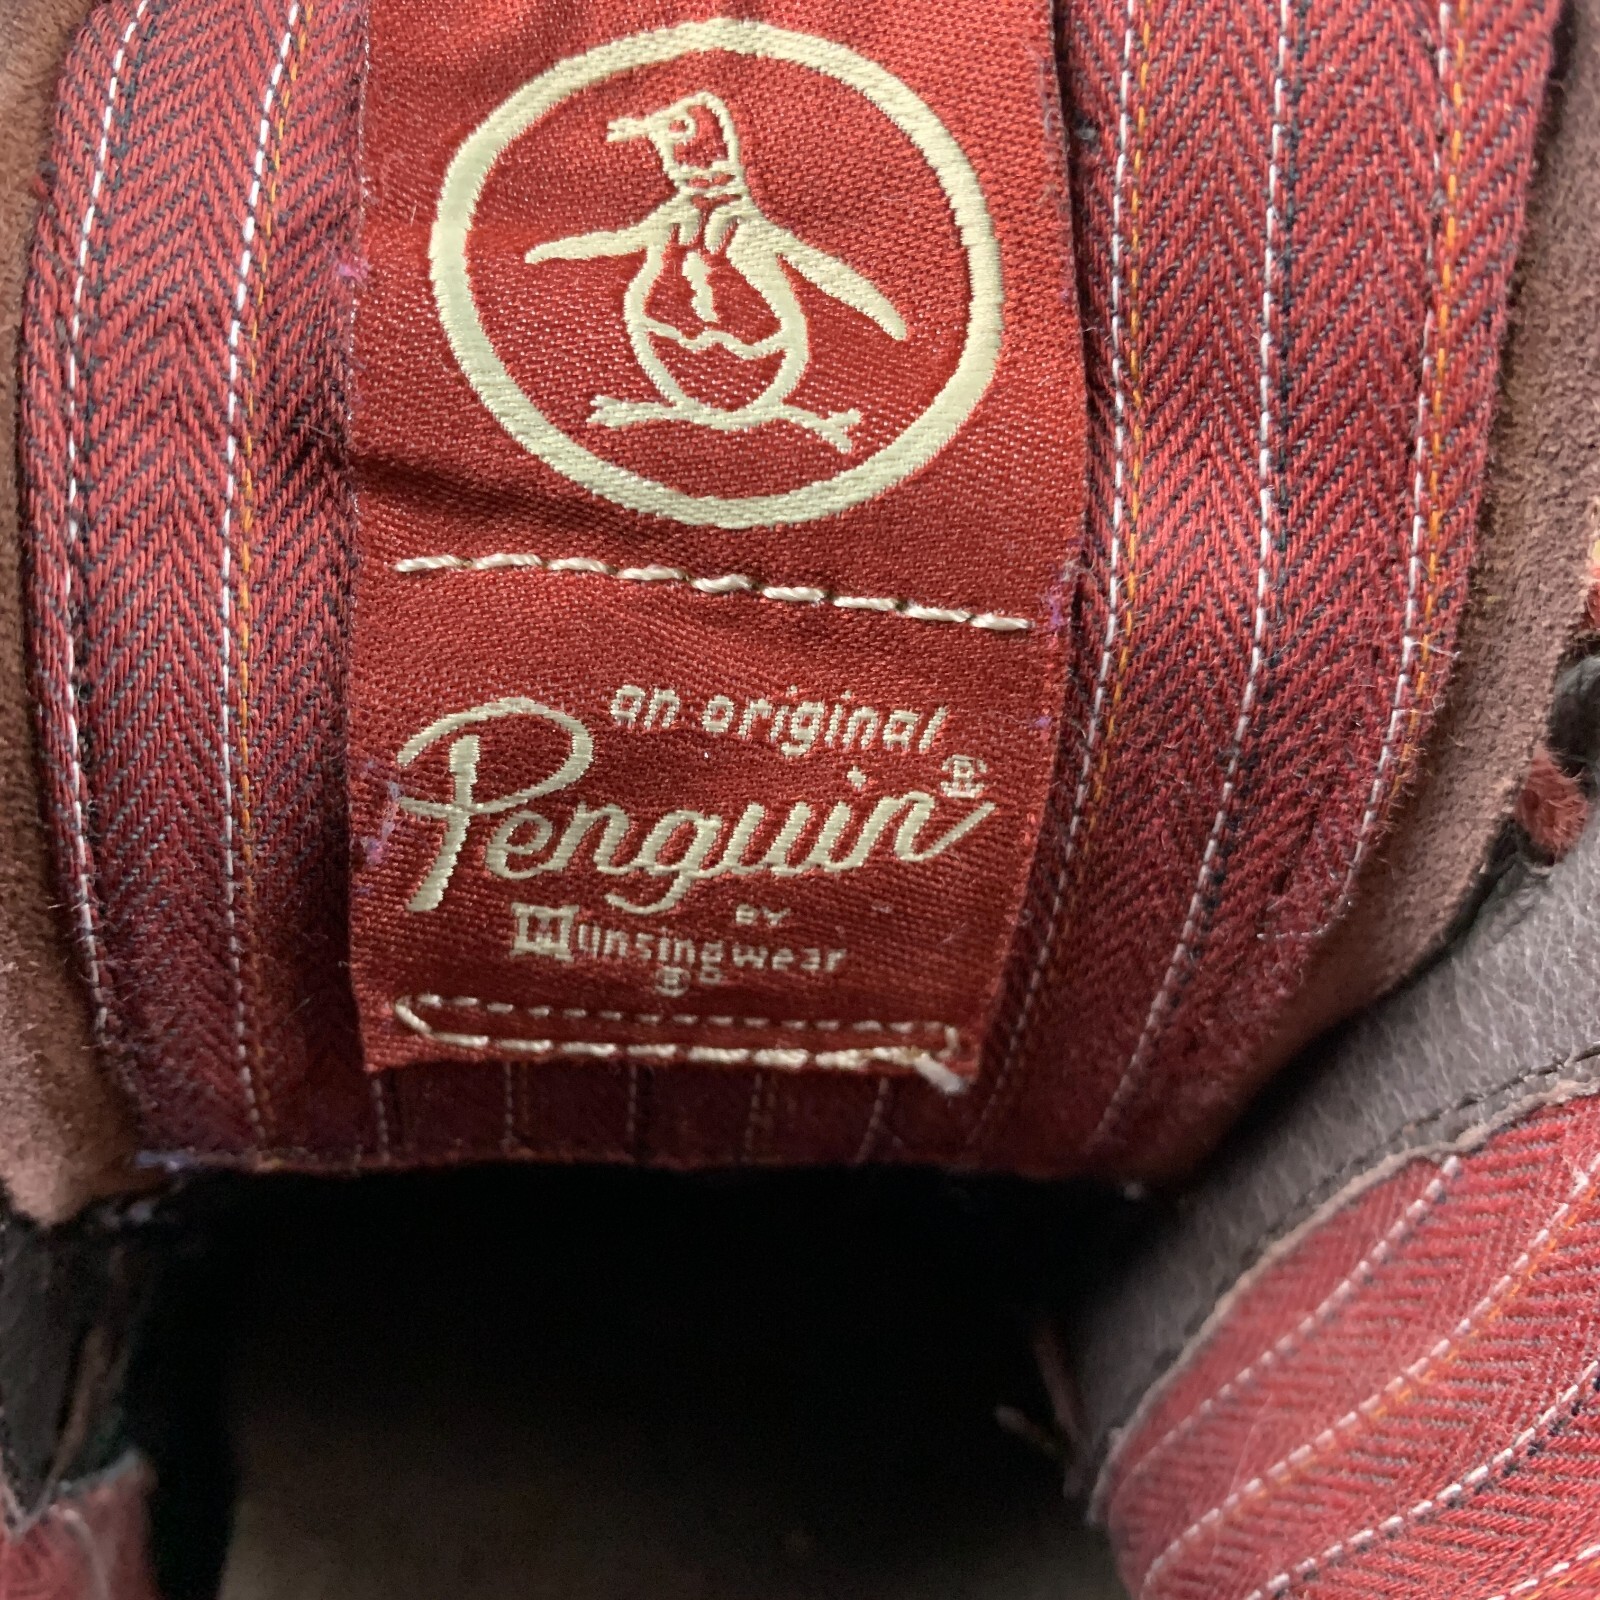 an original
Penguin®
BY
Munsingwear
®